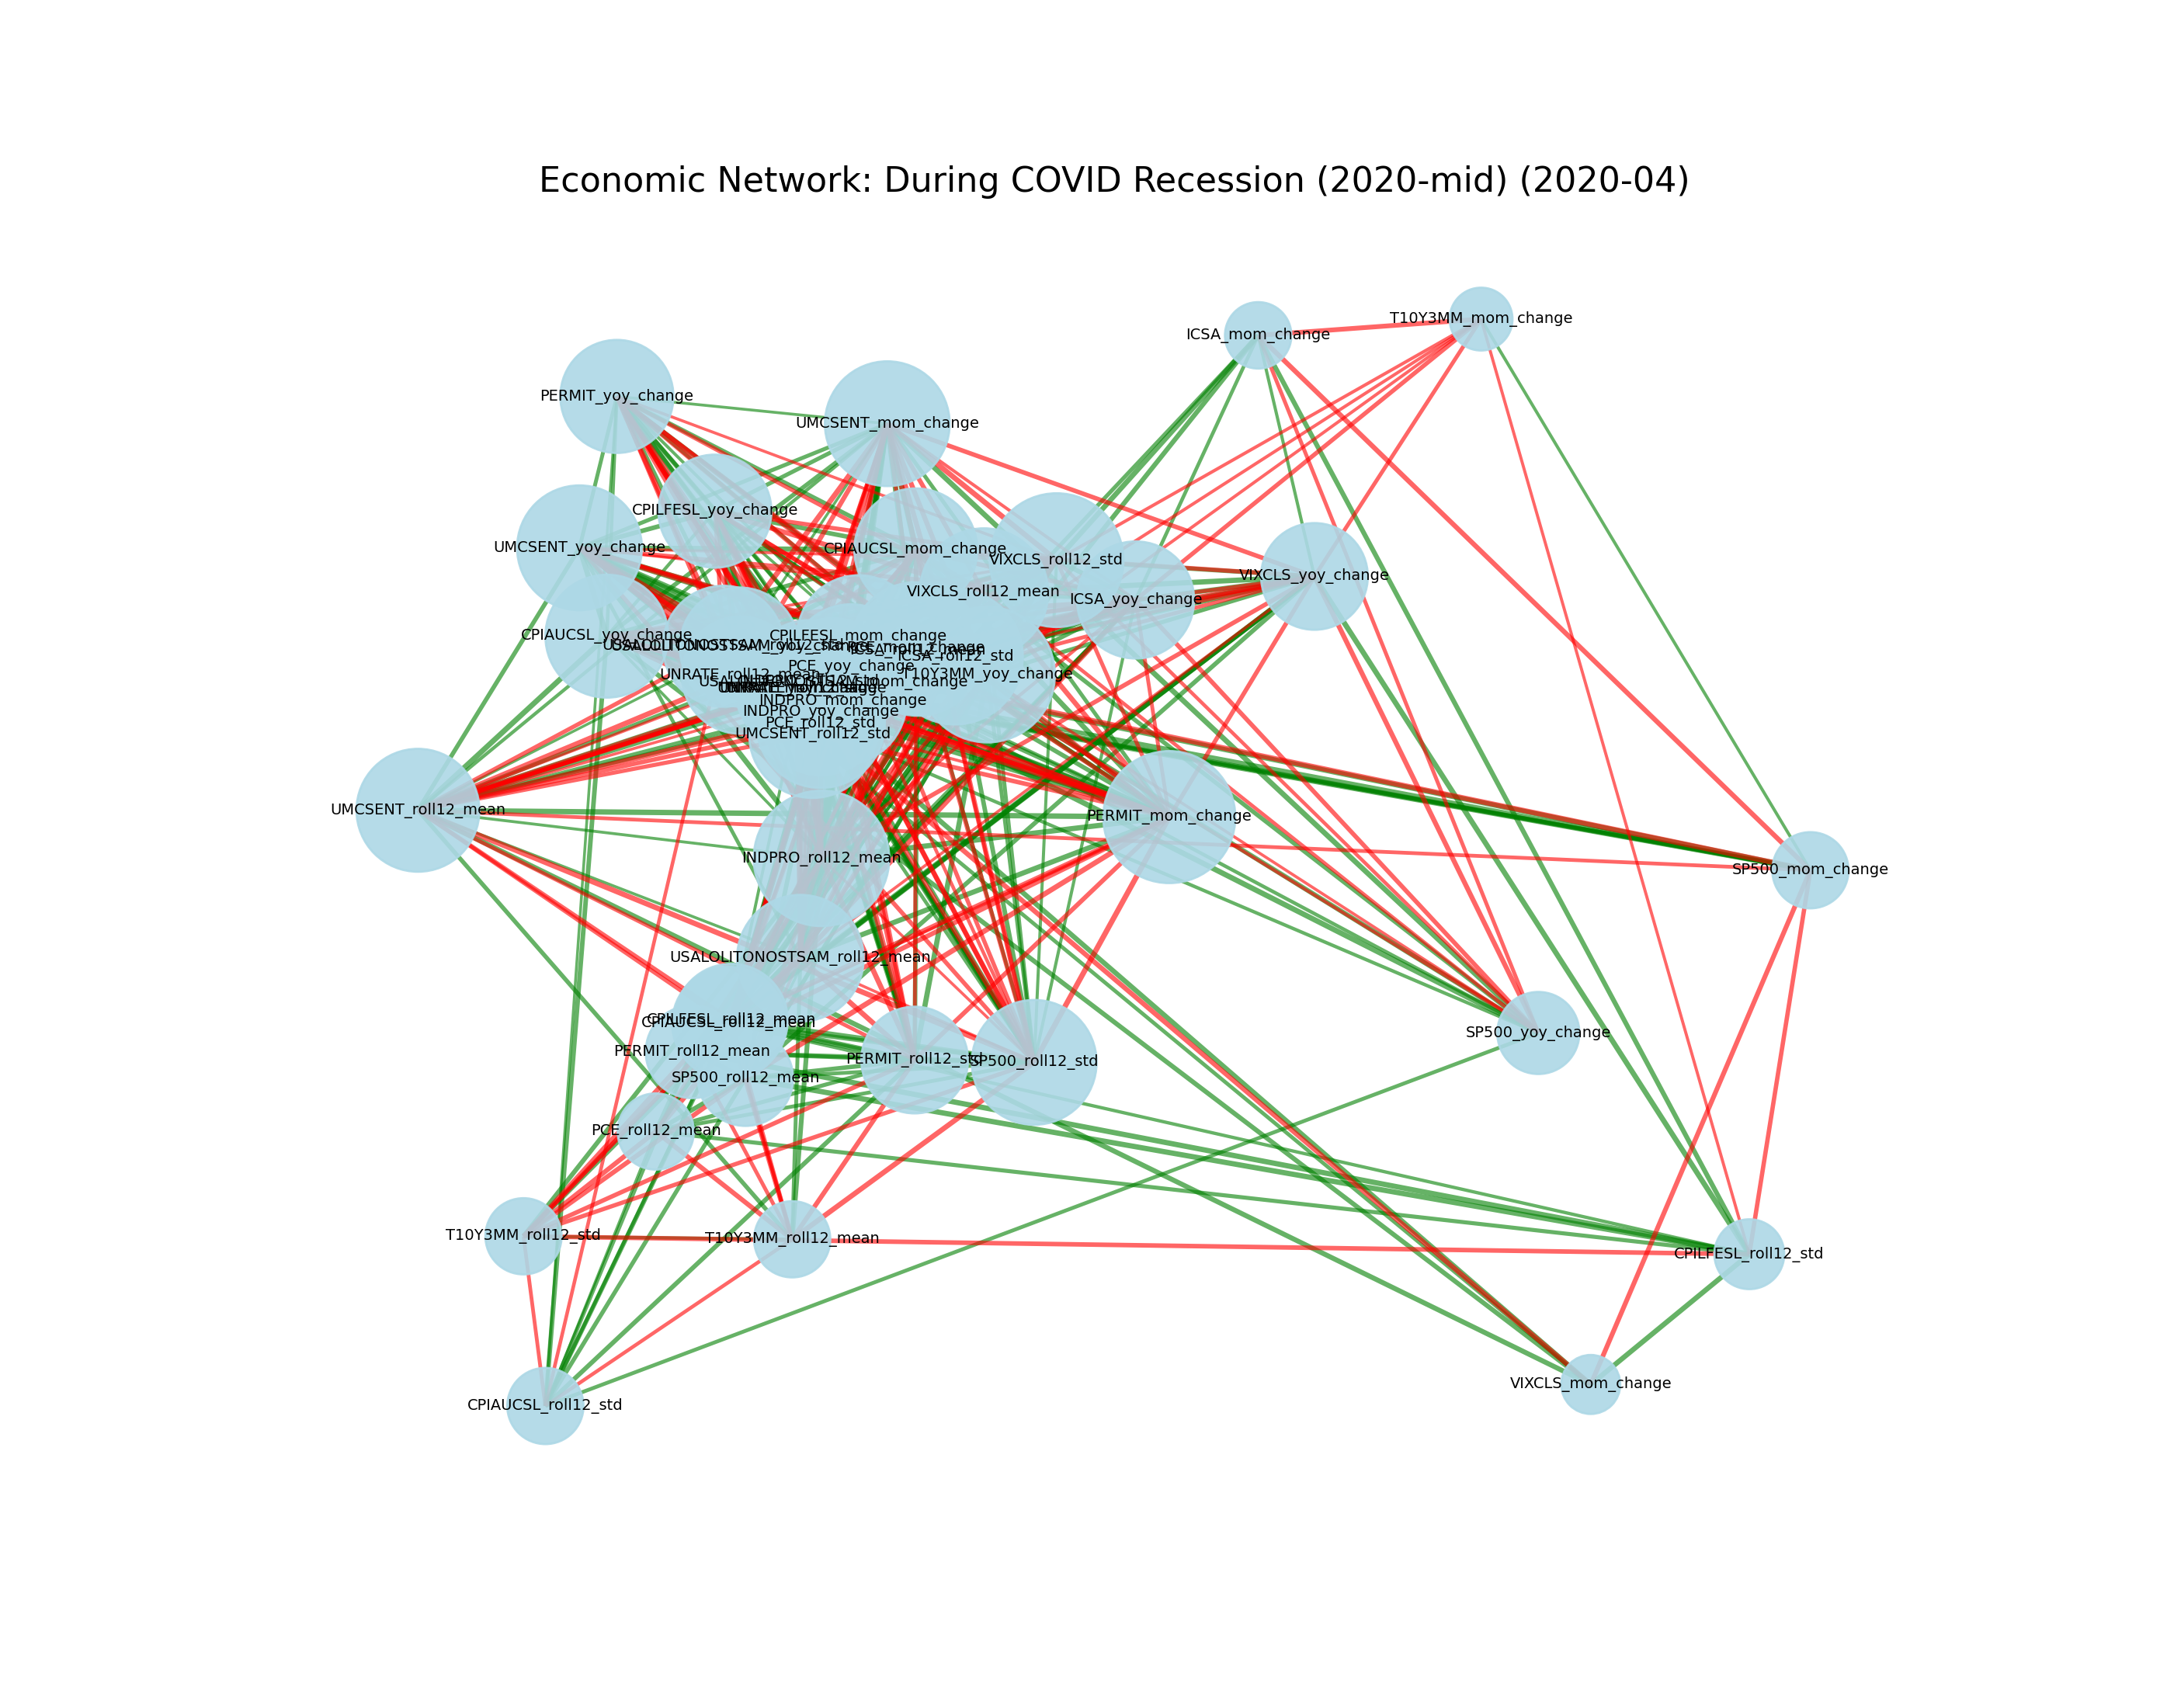 Economic Network: During COVID Recession (2020-mid) (2020-04)
T10Y3MM_mom_change
ICSA_mom_change
PERMIT_yoy_change
UMCSENT_mom_change
CPILFESL_yoy_change
UMCSENT_yoy_change
CPIAUCSL_mom_change
VIXCLS_roll12_std
VIXCLS_yoy_change
VIXCLS_roll12_mean
ICSA_yoy_change
CPIAUCSL_yoy_change
CPILFESL_mom_change
ICSA_roll12_mean
ICSA_roll12_std
PCE_yoy_change
T10Y3MM_yoy_change
UNRATE_roll12_mean
INDPRO_mom_change
INDPRO_yoy_change
PCE_roll12_std
UMCSENT_roll12_std
UMCSENT_roll12_mean
PERMIT_mom_change
INDPRO_roll12_mean
SP500_mom_change
USALOLITONOSTSAM_roll12_mean
CPILFESL_roll12_mean
CPIAUCSL_roll12_mean
SP500_yoy_change
PERMIT_roll12_mean
PERMIT_roll12_std
SP500_roll12_std
SP500_roll12_mean
PCE_roll12_mean
T10Y3MM_roll12_std
T10Y3MM_roll12_mean
CPILFESL_roll12_std
VIXCLS_mom_change
CPIAUCSL_roll12_std